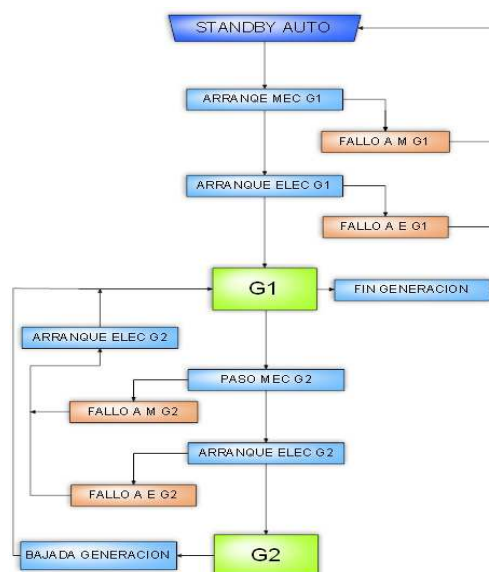 STANDBY AUTO
ARRANQE MEC G1
FALLO A M G1
ARRANQUE ELEC G1
FALLO A E G1
G1
FIN GENERACION
ARRANQUE ELEC G2
PASO MEC G2
FALLO A M G2
ARRANQUE ELEC G2
FALLO A E G2
BAJADA GENERACION
G2